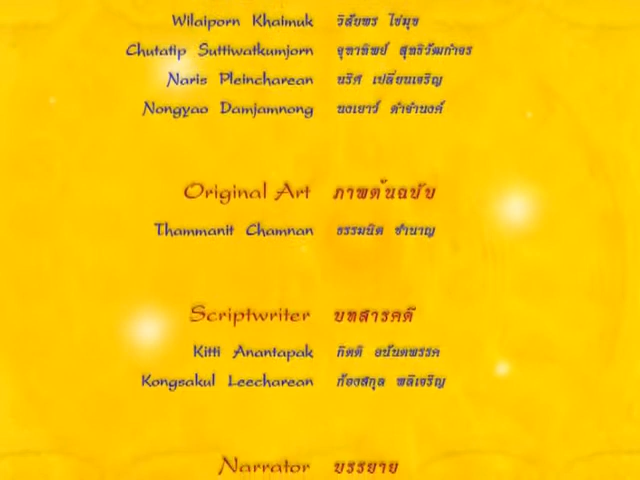 Wilaiporn Khaimuk วิลัยพร ไข่มุข
Chutatip Suttiwatkumjorn จุฑาทิพย์ สุทธิวัฒกำจร
Naris Pleincharean นริศ เปลี่ยนเจริญ
Nongyao Damjamnong นงเยาว์ ดำจำนงค์
Original Art ภาพต้นฉบับ
Thammanit Chamnan ธรรมนิต ชำนาญ
Scriptwriter บทสารคดี
Kitti Anantapak กิตติ อนันตพรรค
Kongsakul Leecharean ก้องสกุล หลีเจริญ
Narrator บรรยาย